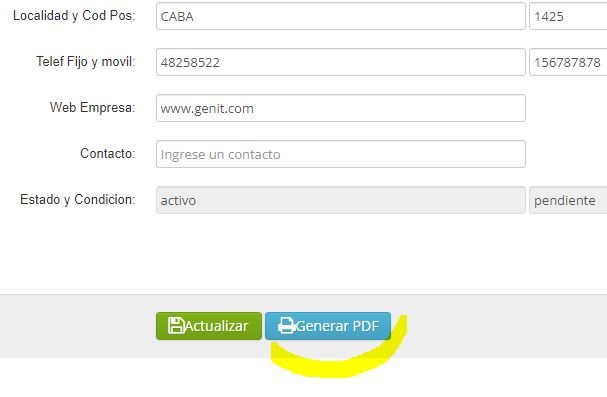 Localidad y Cod Pos: CABA 1425
Telef Fijo y movil: 48258522 156787878
Web Empresa: www.genit.com
Contacto: Ingrese un contacto
Estado y Condicion: activo pendiente
Actualizar Generar PDF